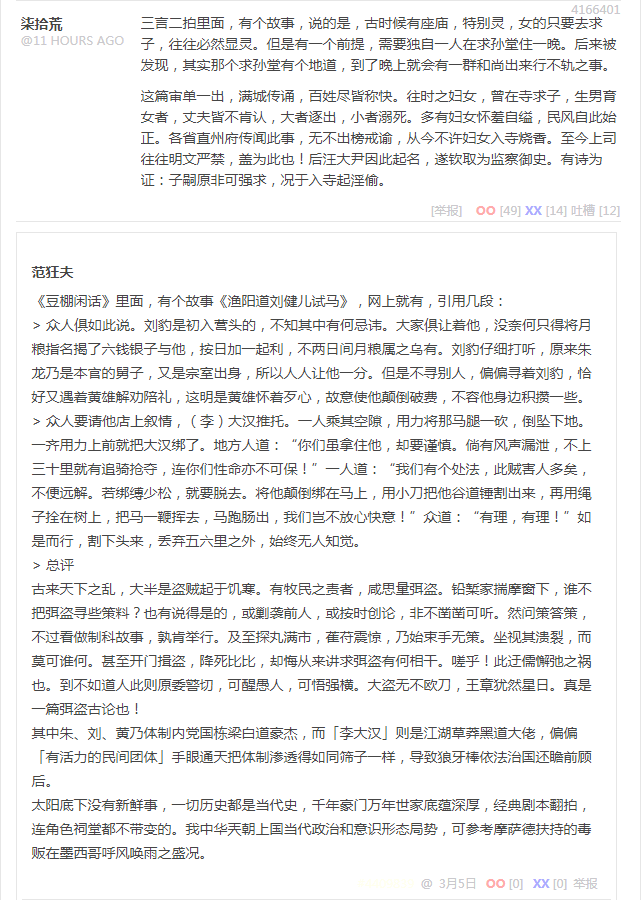 4166401
柒拾荒
@11 HOURS AGO
三言二拍里面，有个故事，说的是，古时候有座庙，特别灵，女的只要去求
子，往往必然显灵。但是有一个前提，需要独自一人在求孙堂住一晚。后来被
发现，其实那个求孙堂有个地道，到了晚上就会有一群和尚出来行不轨之事。
这篇审单一出，满城传诵，百姓尽皆称快。往时之妇女，曾在寺求子，生男育
女者，丈夫皆不肯认，大者逐出，小者溺死。多有妇女怀羞自缢，民风自此始
正。各省直州府传闻此事，无不出榜戒谕，从今不许妇女入寺烧香。至今上司
往往明文严禁，盖为此也！后汪大尹因此起名，遂钦取为监察御史。有诗为
证：子嗣原非可强求，况于入寺起淫偷。
[举报] OO [49] XX [14] 吐槽 [12]
范狂夫
《豆棚闲话》里面，有个故事《渔阳道刘健儿试马》，网上就有，引用几段：
> 众人俱如此说。刘豹是初入营头的，不知其中有何忌讳。大家俱让着他，没奈何只得将月
粮指名揭了六钱银子与他，按日加一起利，不两日间月粮属之乌有。刘豹仔细打听，原来朱
龙乃是本官的舅子，又是宗室出身，所以人人让他一分。但是不寻别人，偏偏寻着刘豹，恰
好又遇着黄雄解劝陪礼，这明是黄雄怀着歹心，故意使他颠倒破费，不容他身边积攒一些。
> 众人要请他店上叙情，（李）大汉推托。一人乘其空隙，用力将那马腿一砍，倒坠下地。
一齐用力上前就把大汉绑了。地方人道：“你们虽拿住他，却要谨慎。倘有风声漏泄，不上
三十里就有追骑抢夺，连你们性命亦不可保！”一人道：“我们有个处法，此贼害人多矣，
不便远解。若绑缚少松，就要脱去。将他颠倒绑在马上，用小刀把他谷道锤割出来，再用绳
子拴在树上，把马一鞭挥去，马跑肠出，我们岂不放心快意！”众道：“有理，有理！”如
是而行，割下头来，丢弃五六里之外，始终无人知觉。
> 总评
古来天下之乱，大半是盗贼起于饥寒。有牧民之责者，咸思量弭盗。铅椠家揣摩窗下，谁不
把弭盗寻些策料？也有说得是的，或剿袭前人，或按时创论，非不凿凿可听。然问策答策，
不过看做制科故事，孰肯举行。及至探丸满市，萑苻震惊，乃始束手无策。坐视其溃裂，而
莫可谁何。甚至开门揖盗，降死比比，却悔从来讲求弭盗有何相干。嗟乎！此迂儒懈弛之祸
也。到不如道人此则原委警切，可醒愚人，可悟强横。大盗无不欧刀，王章犹然星日。真是
一篇弭盗古论也！
其中朱、刘、黄乃体制内党国栋梁白道豪杰，而「李大汉」则是江湖草莽黑道大佬，偏偏
「有活力的民间团体」手眼通天把体制渗透得如同筛子一样，导致狼牙棒依法治国还瞻前顾
后。
太阳底下没有新鲜事，一切历史都是当代史，千年豪门万年世家底蕴深厚，经典剧本翻拍，
连角色祠堂都不带变的。我中华天朝上国当代政治和意识形态局势，可参考摩萨德扶持的毒
贩在墨西哥呼风唤雨之盛况。
@ 3月5日 OO [0] XX [0] 举报